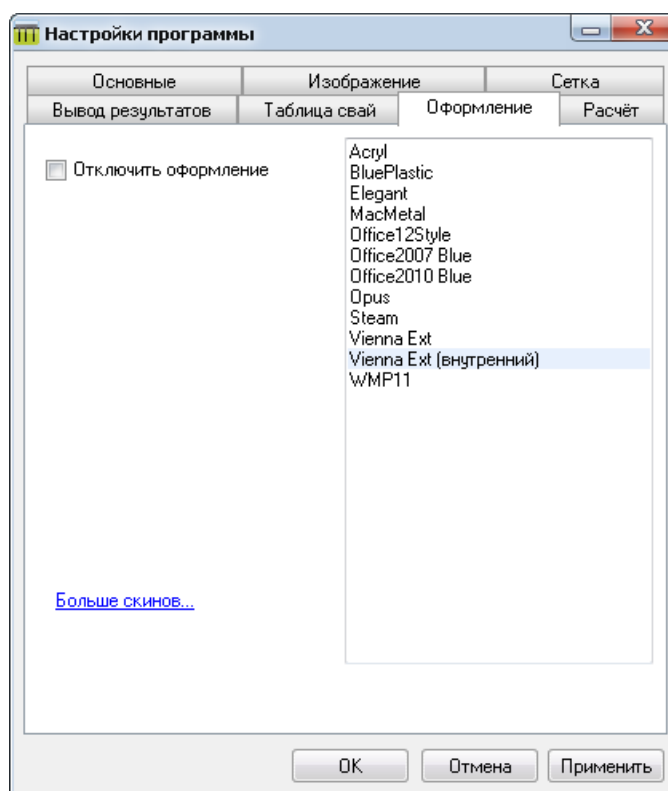 Настройки программы
Основные Изображение Сетка
Вывод результатов Таблица свай Оформление Расчёт
Отключить оформление
Acryl
BluePlastic
Elegant
MacMetal
Office12Style
Office2007 Blue
Office2010 Blue
Opus
Steam
Vienna Ext
Vienna Ext (внутренний)
WMP11
Больше скинов...
OK Отмена Применить